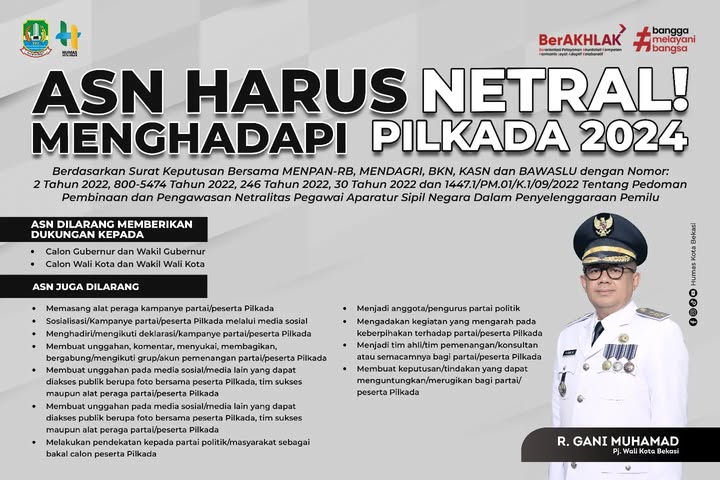 HUMAS
KOTA BEKASI
BerAKHLAK
Berorientasi Pelayanan Akuntabel Kompeten
Harmonis Loyal Adaptif Kolaboratif
#bangga
melayani
bangsa
ASN HARUS NETRAL!
MENGHADAPI PILKADA 2024
Berdasarkan Surat Keputusan Bersama MENPAN-RB, MENDAGRI, BKN, KASN dan BAWASLU dengan Nomor:
2 Tahun 2022, 800-5474 Tahun 2022, 246 Tahun 2022, 30 Tahun 2022 dan 1447.1/PM.01/K.1/09/2022 Tentang Pedoman
Pembinaan dan Pengawasan Netralitas Pegawai Aparatur Sipil Negara Dalam Penyelenggaraan Pemilu
ASN DILARANG MEMBERIKAN
DUKUNGAN KEPADA
• Calon Gubernur dan Wakil Gubernur
• Calon Wali Kota dan Wakil Wali Kota
ASN JUGA DILARANG
• Memasang alat peraga kampanye partai/peserta Pilkada
• Sosialisasi/Kampanye partai/peserta Pilkada melalui media sosial
• Menghadiri/mengikuti deklarasi/kampanye partai/peserta Pilkada
• Membuat unggahan, komentar, menyukai, membagikan,
bergabung/mengikuti grup/akun pemenangan partai/peserta Pilkada
• Membuat unggahan pada media sosial/media lain yang dapat
diakses publik berupa foto bersama peserta Pilkada, tim sukses
maupun alat peraga partai/peserta Pilkada
• Membuat unggahan pada media sosial/media lain yang dapat
diakses publik berupa foto bersama peserta Pilkada, tim sukses
maupun alat peraga partai/peserta Pilkada
• Melakukan pendekatan kepada partai politik/masyarakat sebagai
bakal calon peserta Pilkada
• Menjadi anggota/pengurus partai politik
• Mengadakan kegiatan yang mengarah pada
keberpihakan terhadap partai/peserta Pilkada
• Menjadi tim ahli/tim pemenangan/konsultan
atau semacamnya bagi partai/peserta Pilkada
• Membuat keputusan/tindakan yang dapat
menguntungkan/merugikan bagi partai/
peserta Pilkada
Humas Kota Bekasi
R. GANI MUHAMAD
Pj. Wali Kota Bekasi